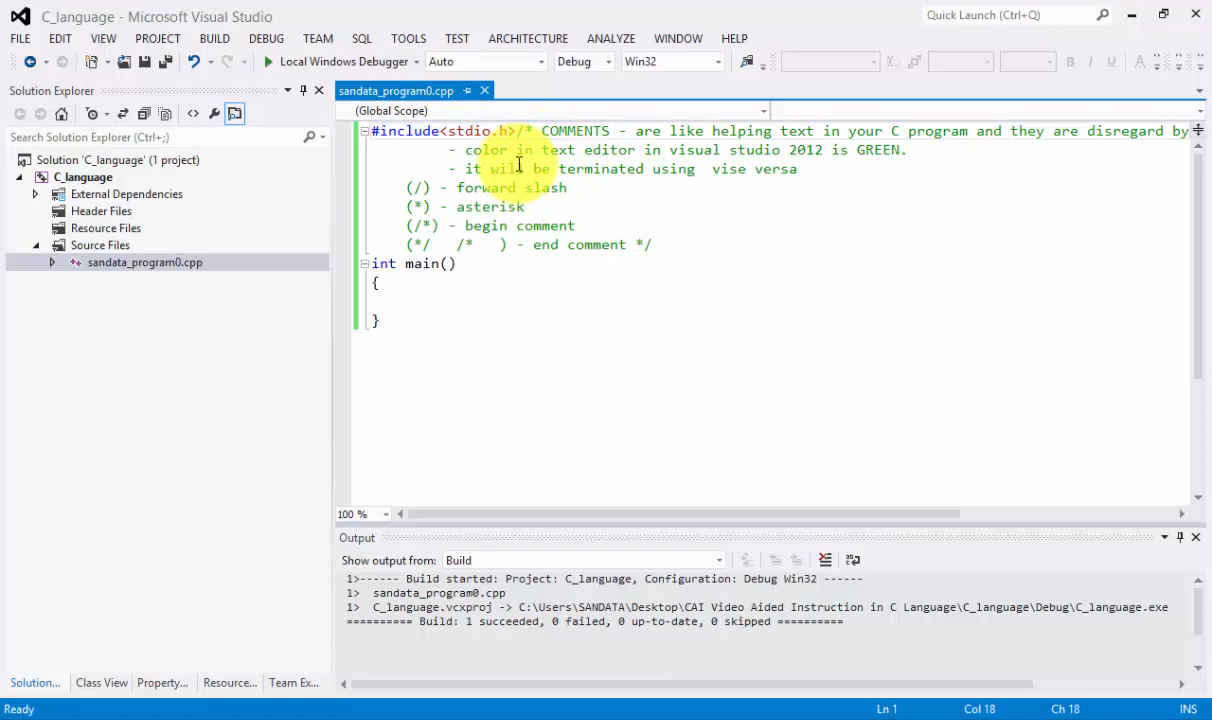 C_language - Microsoft Visual Studio
Quick Launch (Ctrl+Q)
FILE EDIT VIEW PROJECT BUILD DEBUG TEAM SQL TOOLS TEST ARCHITECTURE ANALYZE WINDOW HELP
Local Windows Debugger Auto Debug Win32
Solution Explorer
sandata_program0.cpp
(Global Scope)
Search Solution Explorer (Ctrl+;)
Solution 'C_language' (1 project)
C_language
External Dependencies
Header Files
Resource Files
Source Files
sandata_program0.cpp
#include<stdio.h>/* COMMENTS - are like helping text in your C program and they are disregard by
- color in text editor in visual studio 2012 is GREEN.
- it will be terminated using  vise versa
(/) - forward slash
(*) - asterisk
(/*) - begin comment
(*/   /*   ) - end comment */
int main()
{
}
100 %
Output
Show output from: Build
1>------ Build started: Project: C_language, Configuration: Debug Win32 ------
1>  sandata_program0.cpp
1>  C_language.vcxproj -> C:\Users\SANDATA\Desktop\CAI Video Aided Instruction in C Language\C_language\Debug\C_language.exe
========== Build: 1 succeeded, 0 failed, 0 up-to-date, 0 skipped ==========
Solution... Class View Property... Resource... Team Ex...
Ready Ln 1 Col 18 Ch 18 INS